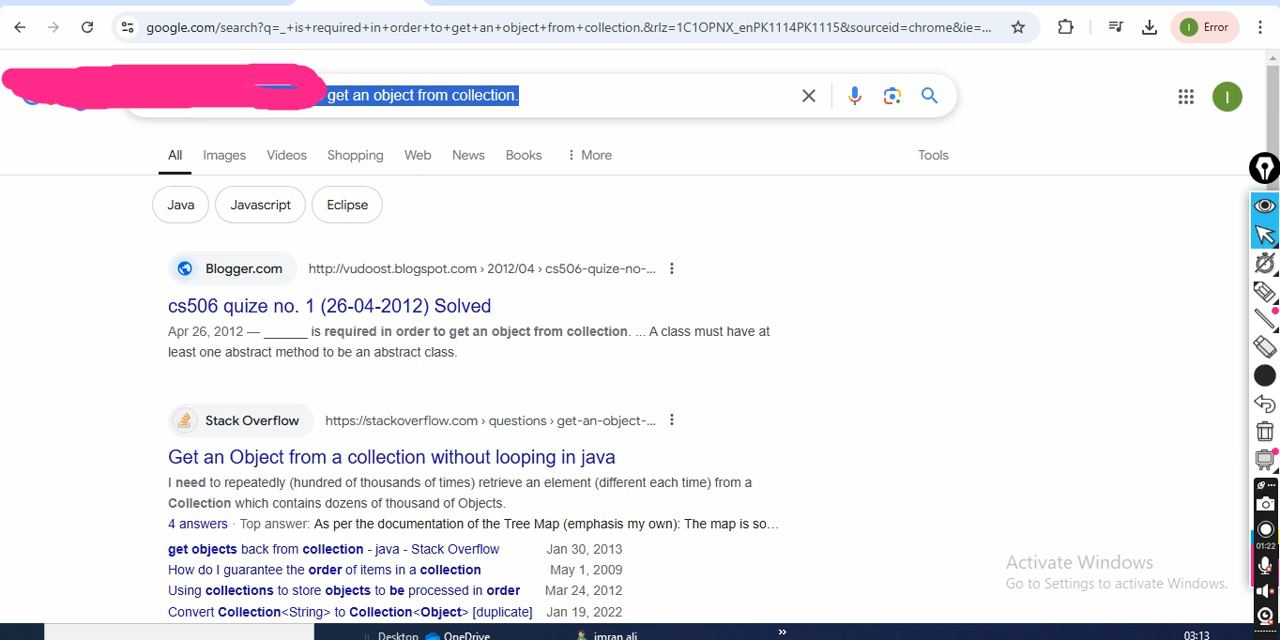 google.com/search?q=_+is+required+in+order+to+get+an+object+from+collection.&rlz=1C1OPNX_enPK1114PK1115&sourceid=chrome&ie=...
I Error
get an object from collection.
I
All Images Videos Shopping Web News Books More Tools
Java Javascript Eclipse
Blogger.com http://vudoost.blogspot.com › 2012/04 › cs506-quize-no-...
cs506 quize no. 1 (26-04-2012) Solved
Apr 26, 2012 — ______ is required in order to get an object from collection. ... A class must have at
least one abstract method to be an abstract class.
Stack Overflow https://stackoverflow.com › questions › get-an-object-...
Get an Object from a collection without looping in java
I need to repeatedly (hundred of thousands of times) retrieve an element (different each time) from a
Collection which contains dozens of thousand of Objects.
4 answers · Top answer: As per the documentation of the Tree Map (emphasis my own): The map is so...
get objects back from collection - java - Stack Overflow Jan 30, 2013
How do I guarantee the order of items in a collection May 1, 2009
Using collections to store objects to be processed in order Mar 24, 2012
Convert Collection<String> to Collection<Object> [duplicate] Jan 19, 2022
01:22
Activate Windows
Go to Settings to activate Windows.
Desktop OneDrive imran ali » 03:13